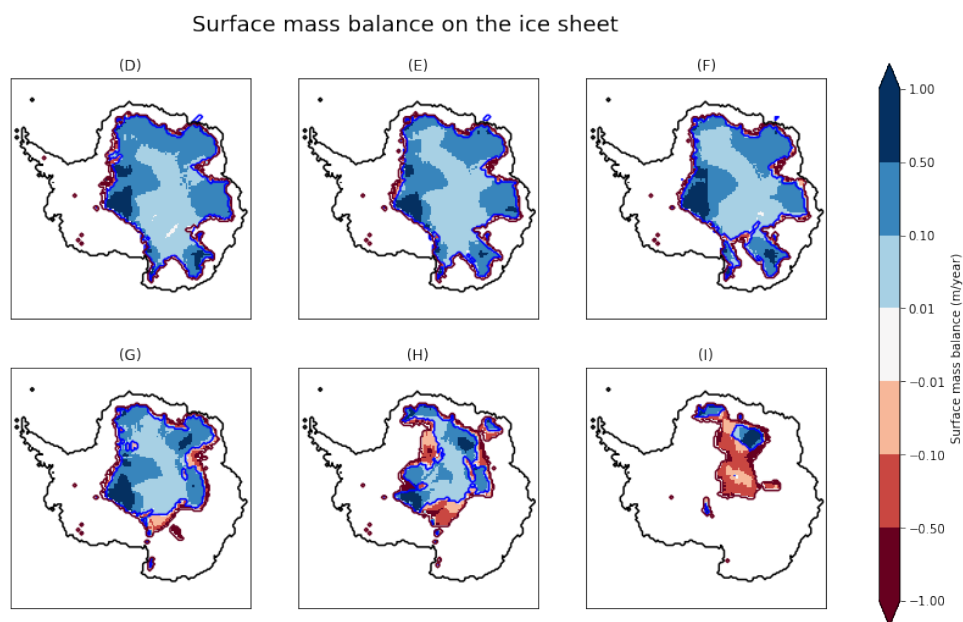 Surface mass balance on the ice sheet
(D)
(E)
(F)
(G)
(H)
(I)
1.00
0.50
0.10
0.01
−0.01
−0.10
−0.50
−1.00
Surface mass balance (m/year)